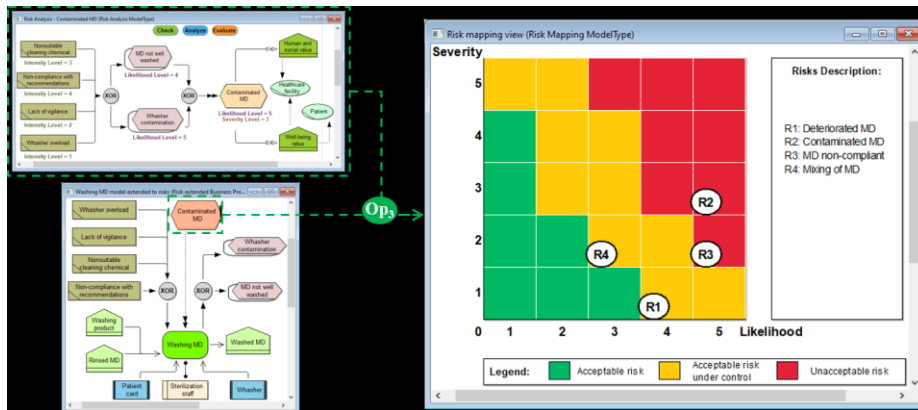 Risk Analysis - Contaminated MD (Risk Analysis ModelType)
Check Analyze Evaluate
Nonsuitable
cleaning chemical
Intensity Level = 3
Non-compliance with
recommendations
Intensity Level = 4
Lack of vigilance
Intensity Level = 2
Whasher overload
Intensity Level = 1
XOR
MD not well
washed
Likelihood Level = 4
Whasher
contamination
Likelihood Level = 5
XOR
Contaminated
MD
Likelihood Level = 5
Severity Level = 3
Human and
social value
Healthcare
facility
Patient
Well-being
value
Washing MD model extended to risks (Risk-extended Business Pro...
Whasher overload
Lack of vigilance
Nonsuitable
cleaning chemical
Non-compliance with
recommendations
Contaminated
MD
XOR
XOR
Whasher
contamination
MD not well
washed
Washing
product
Rinsed MD
Washing MD
Washed MD
Patient
card
Sterilization
staff
Whasher
Op3
Risk mapping view (Risk Mapping ModelType)
Severity
5
4
3
2
1
R2
R4
R3
R1
0 1 2 3 4 5 Likelihood
Risks Description:
R1: Deteriorated MD
R2: Contaminated MD
R3: MD non-compliant
R4: Mixing of MD
Legend: Acceptable risk
Acceptable risk
under control
Unacceptable risk